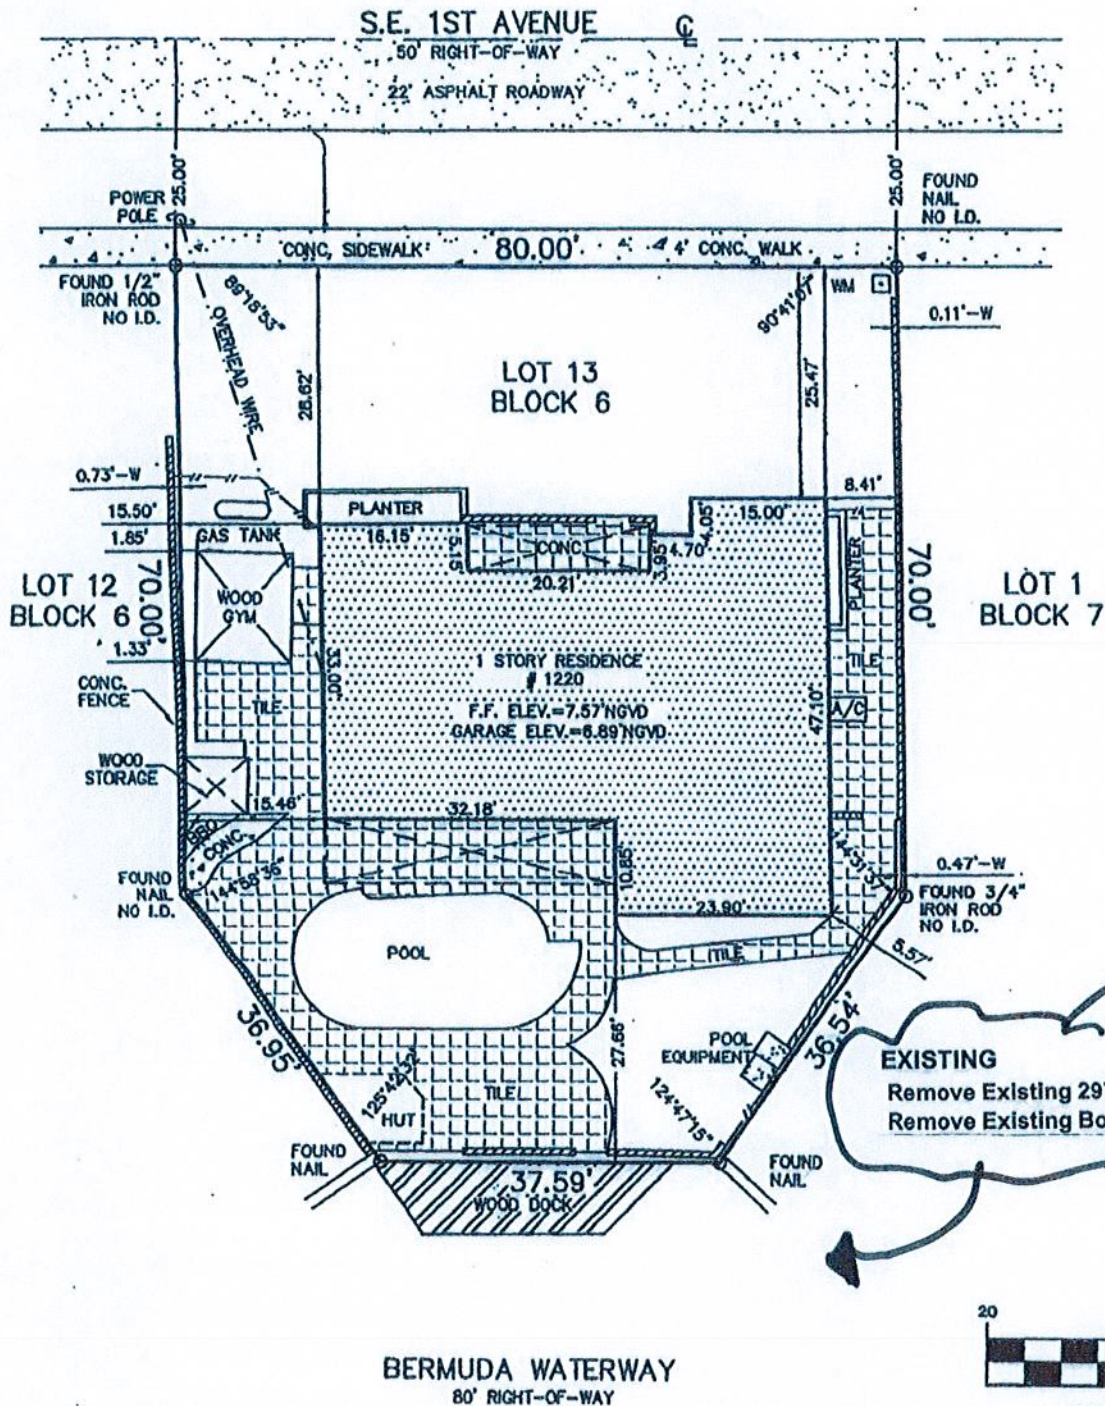 S.E. 1ST AVENUE
50' RIGHT-OF-WAY
22' ASPHALT ROADWAY
25.00'
25.00'
POWER
POLE
FOUND
NAIL
NO I.D.
CONC. SIDEWALK
80.00'
4' CONC. WALK
FOUND 1/2"
IRON ROD
NO I.D.
89°18'53"
90°41'07"
WM
0.11'-W
OVERHEAD WIRE
26.62'
LOT 13
BLOCK 6
25.47'
0.73'-W
8.41'
15.50'
PLANTER
GAS TANK
16.15'
5.15'
CONC.
3.95'
4.70'
4.05'
15.00'
1.85'
20.21'
LOT 12
BLOCK 6
70.00'
WOOD
GYM
PLANTER
70.00'
LOT 1
BLOCK 7
1.33'
33.00'
1 STORY RESIDENCE
# 1220
F.F. ELEV.=7.57'NGVD
GARAGE ELEV.=6.89'NGVD
47.10'
TILE
A/C
CONC.
FENCE
TILE
WOOD
STORAGE
15.46'
32.18'
BBQ
CONC.
144°58'36"
10.85'
0.47'-W
FOUND
NAIL
NO I.D.
FOUND 3/4"
IRON ROD
NO I.D.
23.90'
POOL
TILE
5.57'
36.95'
27.66'
POOL
EQUIPMENT
36.54'
EXISTING
Remove Existing 29'
Remove Existing Bo
125°42'32"
HUT
TILE
124°47'15"
FOUND
NAIL
37.59'
WOOD DOCK
FOUND
NAIL
20
BERMUDA WATERWAY
80' RIGHT-OF-WAY